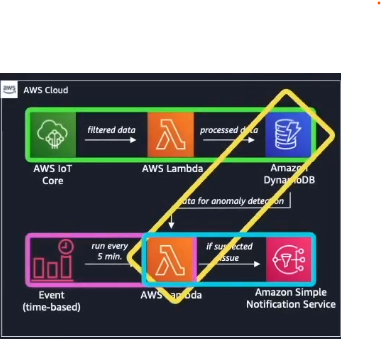 aws
AWS Cloud
filtered data
processed data
AWS IoT
Core
AWS Lambda
Amazon
DynamoDB
data for anomaly detection
run every
5 min.
if suspected
issue
Event
(time-based)
AWS Lambda
Amazon Simple
Notification Service